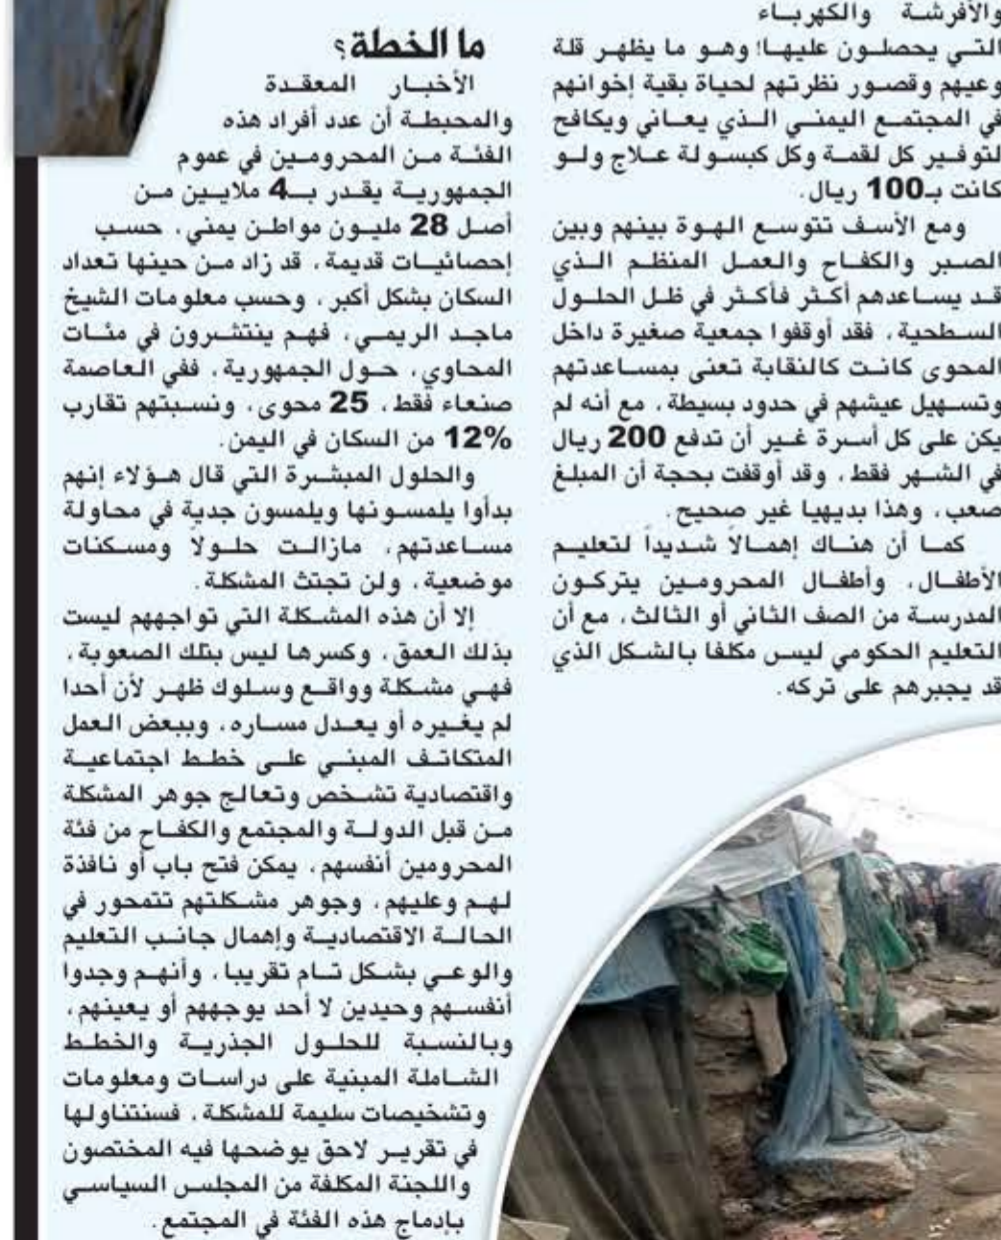 والأفرشة والكهرباء
التي يحصلون عليها! وهو ما يظهر قلة
وعيهم وقصور نظرتهم لحياة بقية إخوانهم
في المجتمع اليمني الذي يعاني ويكافح
لتوفير كل لقمة وكل كبسولة علاج ولو
كانت بـ100 ريال.
ومع الأسف تتوسع الهوة بينهم وبين
الصبر والكفاح والعمل المنظم الذي
قد يساعدهم أكثر فأكثر في ظل الحلول
السطحية، فقد أوقفوا جمعية صغيرة داخل
المحوى كانت كالنقابة تعنى بمساعدتهم
وتسهيل عيشهم في حدود بسيطة، مع أنه لم
يكن على كل أسرة غير أن تدفع 200 ريال
في الشهر فقط، وقد أوقفت بحجة أن المبلغ
صعب، وهذا بديهيا غير صحيح.
كما أن هناك إهمالاً شديداً لتعليم
الأطفال، وأطفال المحرومين يتركون
المدرسة من الصف الثاني أو الثالث، مع أن
التعليم الحكومي ليس مكلفا بالشكل الذي
قد يجبرهم على تركه.
ما الخطة؟
الأخبار المعقدة
والمحبطة أن عدد أفراد هذه
الفئة من المحرومين في عموم
الجمهورية يقدر بـ4 ملايين من
أصل 28 مليون مواطن يمني، حسب
إحصائيات قديمة، قد زاد من حينها تعداد
السكان بشكل أكبر، وحسب معلومات الشيخ
ماجد الريمي، فهم ينتشرون في مئات
المحاوي، حول الجمهورية، ففي العاصمة
صنعاء فقط، 25 محوى، ونسبتهم تقارب
12% من السكان في اليمن.
والحلول المبشرة التي قال هؤلاء إنهم
بدأوا يلمسونها ويلمسون جدية في محاولة
مساعدتهم، مازالت حلولاً ومسكنات
موضعية، ولن تجتث المشكلة.
إلا أن هذه المشكلة التي تواجههم ليست
بذلك العمق، وكسرها ليس بتلك الصعوبة،
فهي مشكلة وواقع وسلوك ظهر لأن أحدا
لم يغيره أو يعدل مساره، وببعض العمل
المتكاتف المبني على خطط اجتماعية
واقتصادية تشخص وتعالج جوهر المشكلة
من قبل الدولة والمجتمع والكفاح من فئة
المحرومين أنفسهم، يمكن فتح باب أو نافذة
لهم وعليهم، وجوهر مشكلتهم تتمحور في
الحالة الاقتصادية وإهمال جانب التعليم
والوعي بشكل تام تقريبا، وأنهم وجدوا
أنفسهم وحيدين لا أحد يوجههم أو يعينهم،
وبالنسبة للحلول الجذرية والخطط
الشاملة المبنية على دراسات ومعلومات
وتشخيصات سليمة للمشكلة، فسنتناولها
في تقرير لاحق يوضحها فيه المختصون
واللجنة المكلفة من المجلس السياسي
بإدماج هذه الفئة في المجتمع.